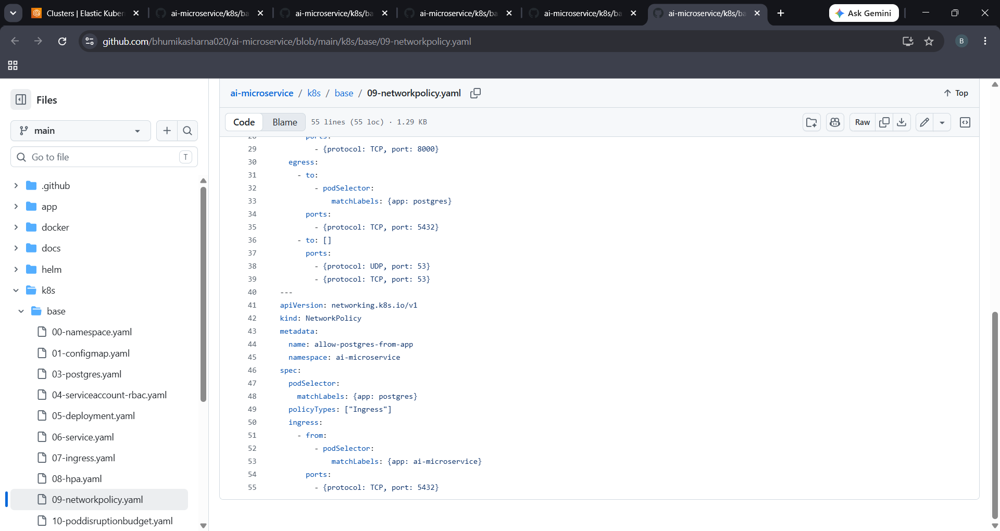 Clusters | Elastic Kuber
ai-microservice/k8s/ba
ai-microservice/k8s/ba
ai-microservice/k8s/ba
ai-microservice/k8s/ba
ai-microservice/k8s/ba
Ask Gemini
github.com/bhumikasharna020/ai-microservice/blob/main/k8s/base/09-networkpolicy.yaml
B
Files
main
Go to file
T
.github
app
docker
docs
helm
k8s
base
00-namespace.yaml
01-configmap.yaml
03-postgres.yaml
04-serviceaccount-rbac.yaml
05-deployment.yaml
06-service.yaml
07-ingress.yaml
08-hpa.yaml
09-networkpolicy.yaml
10-poddisruptionbudget.yaml
ai-microservice / k8s / base / 09-networkpolicy.yaml
Top
Code Blame 55 lines (55 loc) · 1.29 KB
Raw
28 ports:
29 - {protocol: TCP, port: 8000}
30 egress:
31 - to:
32 - podSelector:
33 matchLabels: {app: postgres}
34 ports:
35 - {protocol: TCP, port: 5432}
36 - to: []
37 ports:
38 - {protocol: UDP, port: 53}
39 - {protocol: TCP, port: 53}
40 ---
41 apiVersion: networking.k8s.io/v1
42 kind: NetworkPolicy
43 metadata:
44 name: allow-postgres-from-app
45 namespace: ai-microservice
46 spec:
47 podSelector:
48 matchLabels: {app: postgres}
49 policyTypes: ["Ingress"]
50 ingress:
51 - from:
52 - podSelector:
53 matchLabels: {app: ai-microservice}
54 ports:
55 - {protocol: TCP, port: 5432}